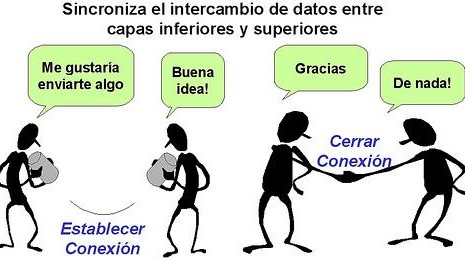 Sincroniza el intercambio de datos entre
capas inferiores y superiores
Me gustaría
enviarte algo
Buena
idea!
Gracias
De nada!
Establecer
Conexión
Cerrar
Conexión